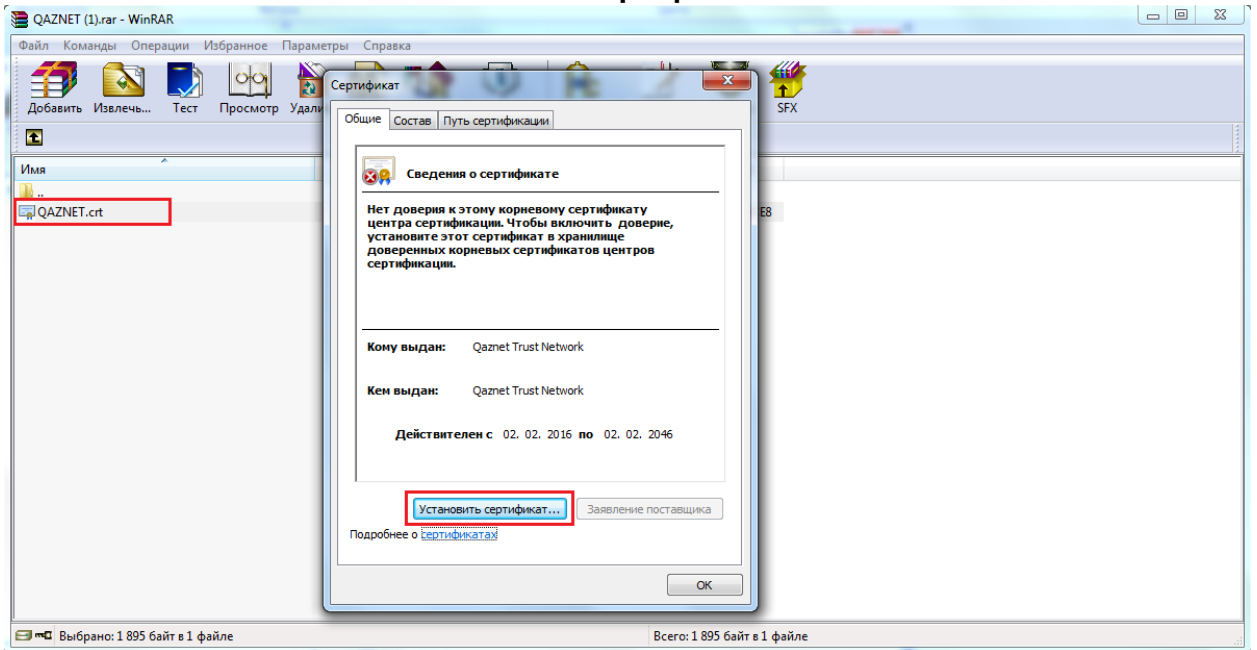 QAZNET (1).rar - WinRAR
Файл Команды Операции Избранное Параметры Справка
Добавить Извлечь... Тест Просмотр SFX
Имя
..
QAZNET.crt E8
Сертификат
Общие Состав Путь сертификации
Сведения о сертификате
Нет доверия к этому корневому сертификату
центра сертификации. Чтобы включить доверие,
установите этот сертификат в хранилище
доверенных корневых сертификатов центров
сертификации.
Кому выдан: Qaznet Trust Network
Кем выдан: Qaznet Trust Network
Действителен с 02. 02. 2016 по 02. 02. 2046
Установить сертификат... Заявление поставщика
Подробнее о сертификатах
OK
Выбрано: 1 895 байт в 1 файле Всего: 1 895 байт в 1 файле